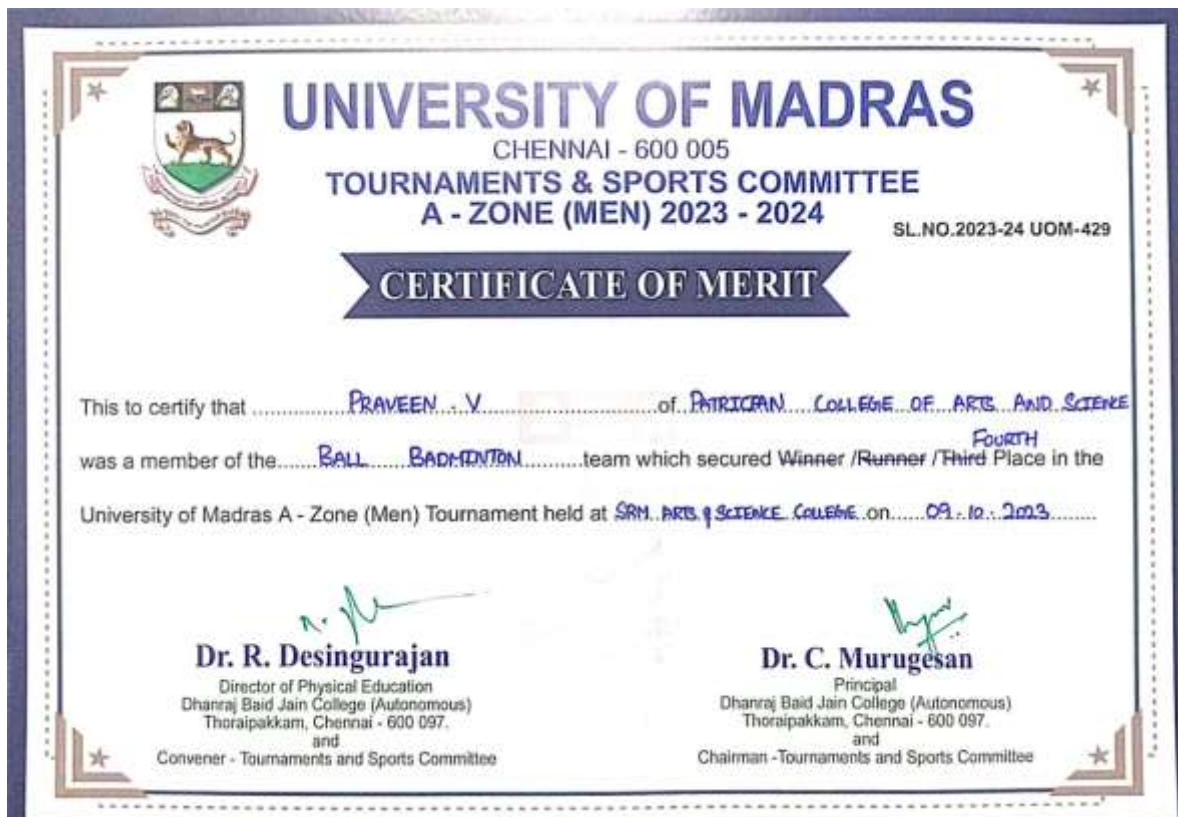 UNIVERSITY OF MADRAS
CHENNAI - 600 005
TOURNAMENTS & SPORTS COMMITTEE
A - ZONE (MEN) 2023 - 2024
SL.NO.2023-24 UOM-429
CERTIFICATE OF MERIT
This to certify that PRAVEEN . V of PATRICIAN COLLEGE OF ARTS AND SCIENCE
FOURTH
was a member of the BALL BADMINTON team which secured Winner /Runner /Third Place in the
University of Madras A - Zone (Men) Tournament held at SRM ARTS & SCIENCE COLLEGE on 09.10.2023
Dr. R. Desingurajan
Director of Physical Education
Dhanraj Baid Jain College (Autonomous)
Thoraipakkam, Chennai - 600 097.
and
Convener - Tournaments and Sports Committee
Dr. C. Murugesan
Principal
Dhanraj Baid Jain College (Autonomous)
Thoraipakkam, Chennai - 600 097.
and
Chairman -Tournaments and Sports Committee